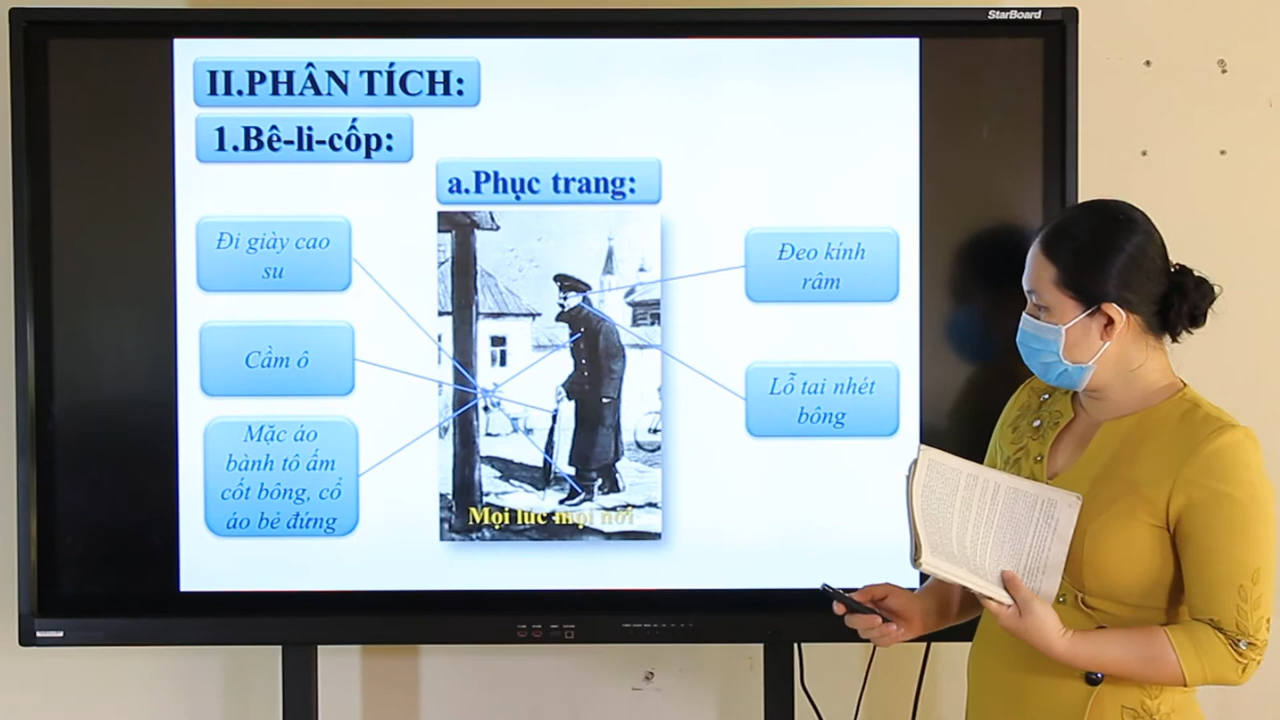 StarBoard
II.PHÂN TÍCH:
1.Bê-li-cốp:
a.Phục trang:
Đi giày cao
su
Cầm ô
Mặc áo
bành tô ấm
cốt bông, cổ
áo bẻ đứng
Đeo kính
râm
Lỗ tai nhét
bông
Mọi lúc mọi nơi